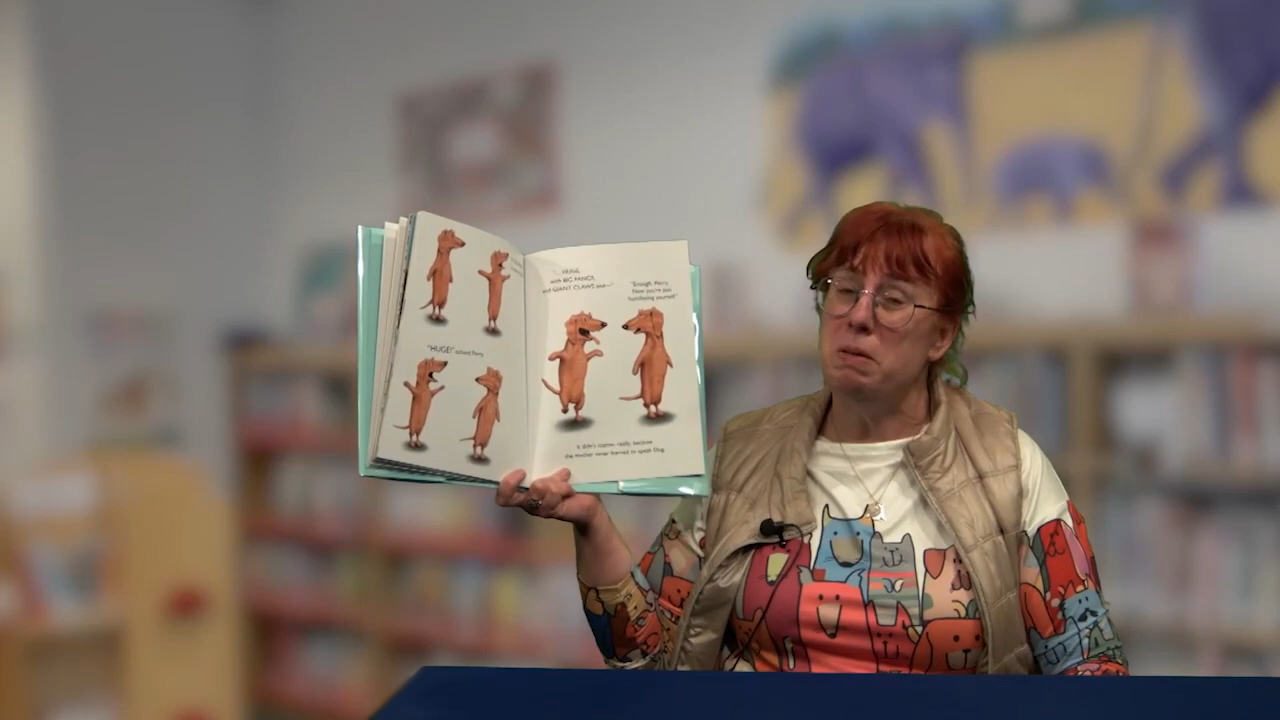 "HUGE!" echoed Perry.
"... HUGE,
with BIG FANGS,
and GIANT CLAWS and—"
"Enough, Perry.
Now you're just
humiliating yourself."
It didn't matter really, because
the mother never learned to speak Dog.